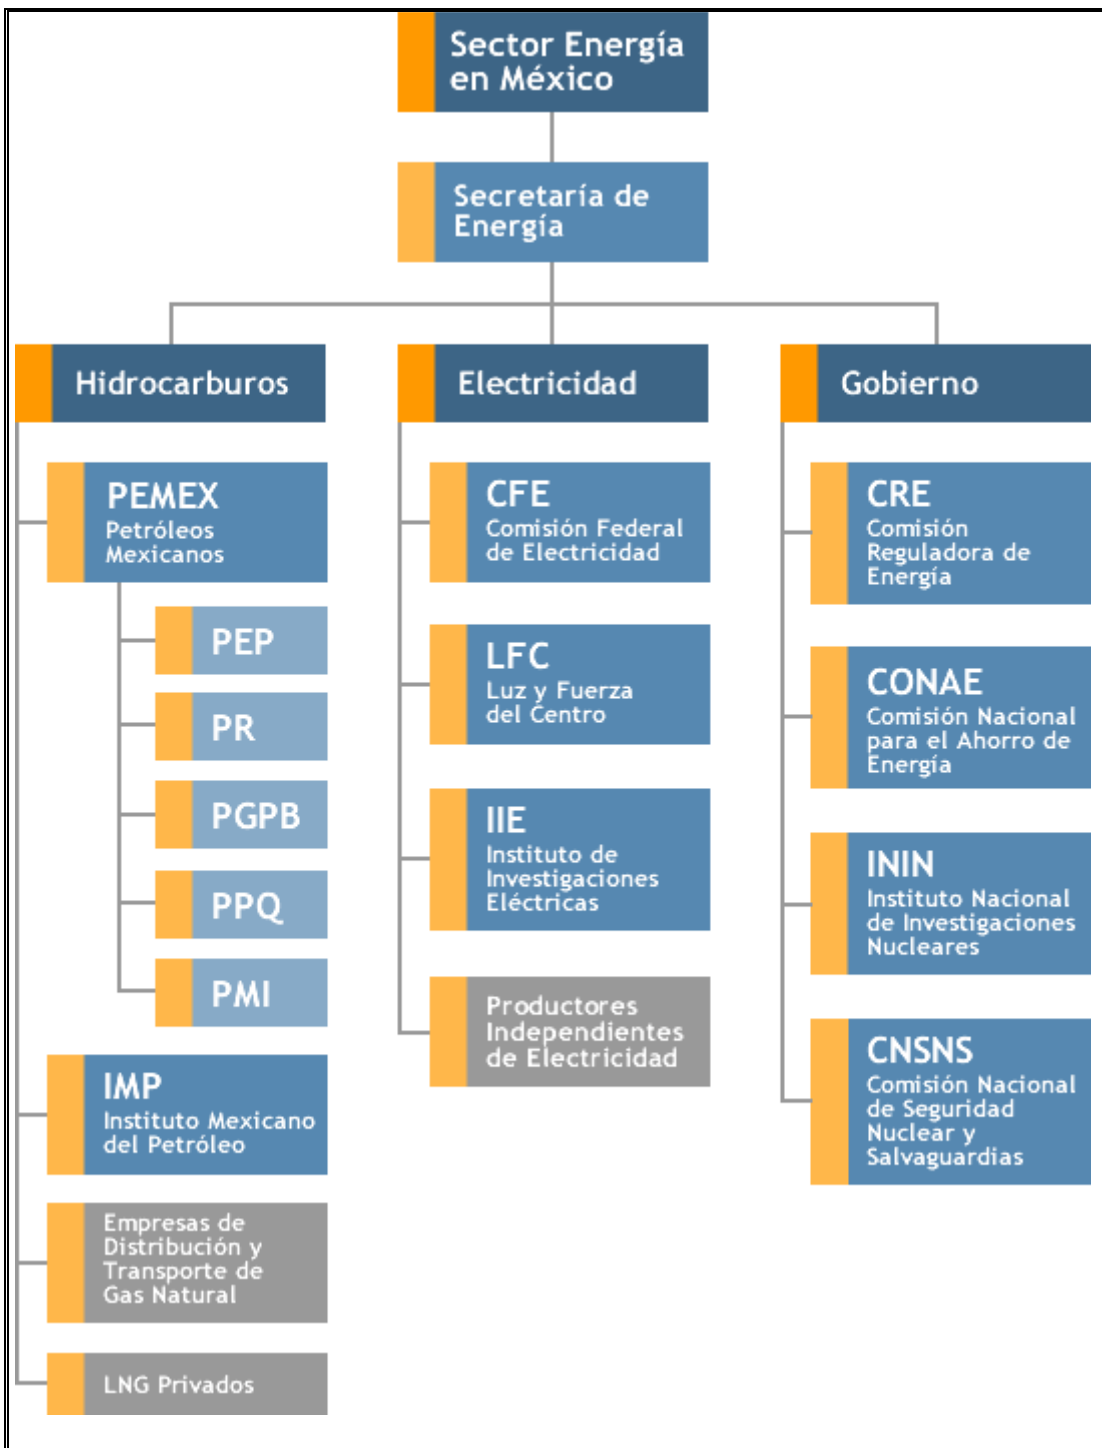 Sector Energía
en México
Secretaría de
Energía
Hidrocarburos
PEMEX
Petróleos
Mexicanos
PEP
PR
PGPB
PPQ
PMI
IMP
Instituto Mexicano
del Petróleo
Empresas de
Distribución y
Transporte de
Gas Natural
LNG Privados
Electricidad
CFE
Comisión Federal
de Electricidad
LFC
Luz y Fuerza
del Centro
IIE
Instituto de
Investigaciones
Eléctricas
Productores
Independientes
de Electricidad
Gobierno
CRE
Comisión
Reguladora de
Energía
CONAE
Comisión Nacional
para el Ahorro de
Energía
ININ
Instituto Nacional
de Investigaciones
Nucleares
CNSNS
Comisión Nacional
de Seguridad
Nuclear y
Salvaguardias